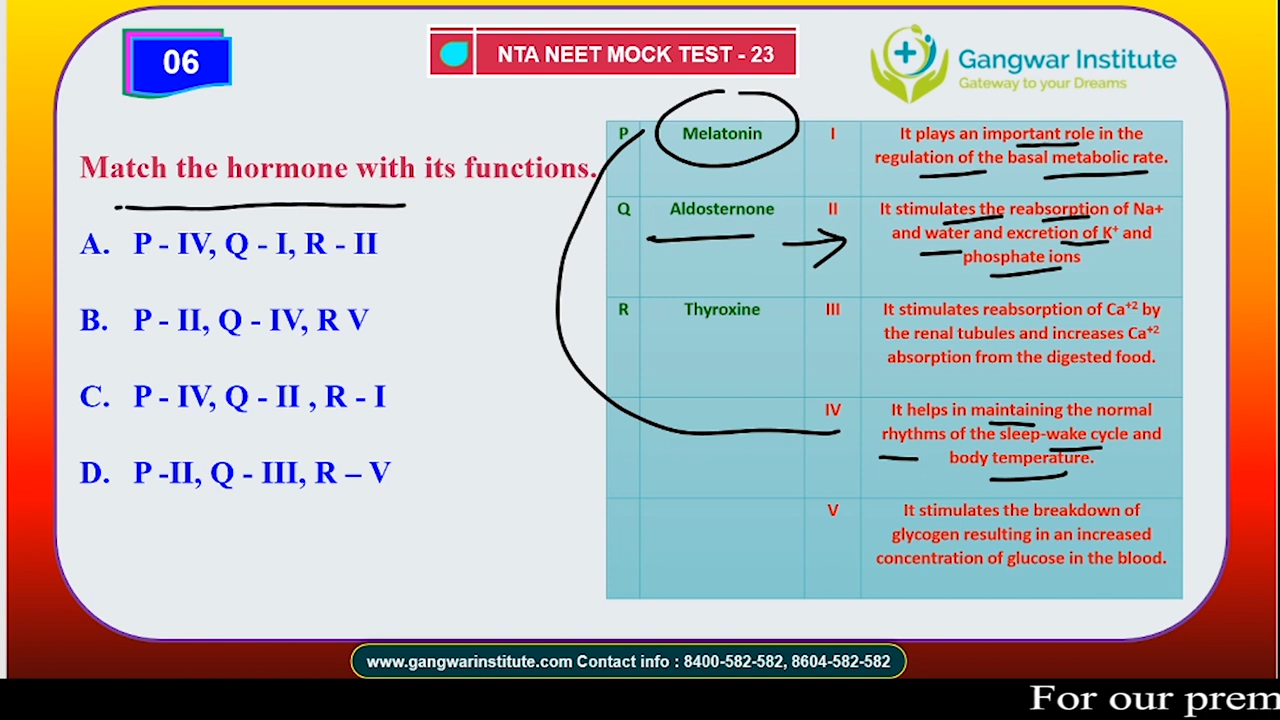 06
NTA NEET MOCK TEST - 23
Gangwar Institute
Gateway to your Dreams
Match the hormone with its functions.
A. P - IV, Q - I, R - II
B. P - II, Q - IV, R V
C. P - IV, Q - II , R - I
D. P -II, Q - III, R – V
P Melatonin I It plays an important role in the
regulation of the basal metabolic rate.
Q Aldosternone II It stimulates the reabsorption of Na+
and water and excretion of K⁺ and
phosphate ions
R Thyroxine III It stimulates reabsorption of Ca⁺² by
the renal tubules and increases Ca⁺²
absorption from the digested food.
IV It helps in maintaining the normal
rhythms of the sleep-wake cycle and
body temperature.
V It stimulates the breakdown of
glycogen resulting in an increased
concentration of glucose in the blood.
www.gangwarinstitute.com Contact info : 8400-582-582, 8604-582-582
For our prem